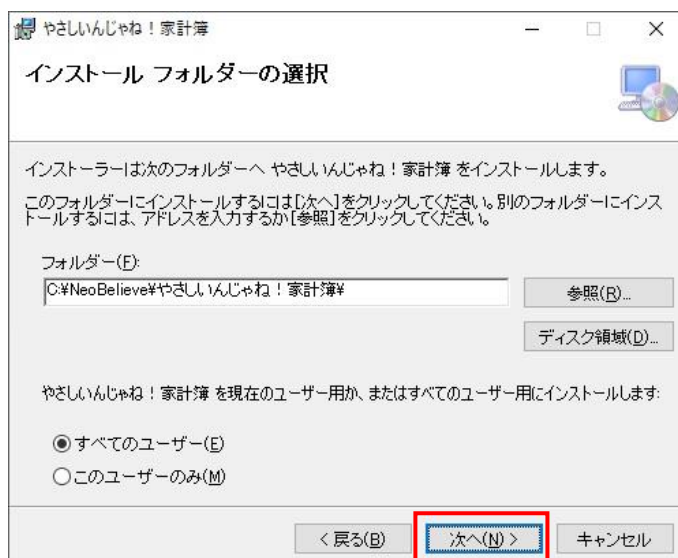 やさしいんじゃね！家計簿
インストール フォルダーの選択
インストーラーは次のフォルダーへ やさしいんじゃね！家計簿 をインストールします。
このフォルダーにインストールするには[次へ]をクリックしてください。別のフォルダーにインス
トールするには、アドレスを入力するか[参照]をクリックしてください。
フォルダー(F):
C:¥NeoBelieve¥やさしいんじゃね！家計簿¥
参照(R)...
ディスク領域(D)...
やさしいんじゃね！家計簿 を現在のユーザー用か、またはすべてのユーザー用にインストールします:
すべてのユーザー(E)
このユーザーのみ(M)
< 戻る(B)
次へ(N) >
キャンセル